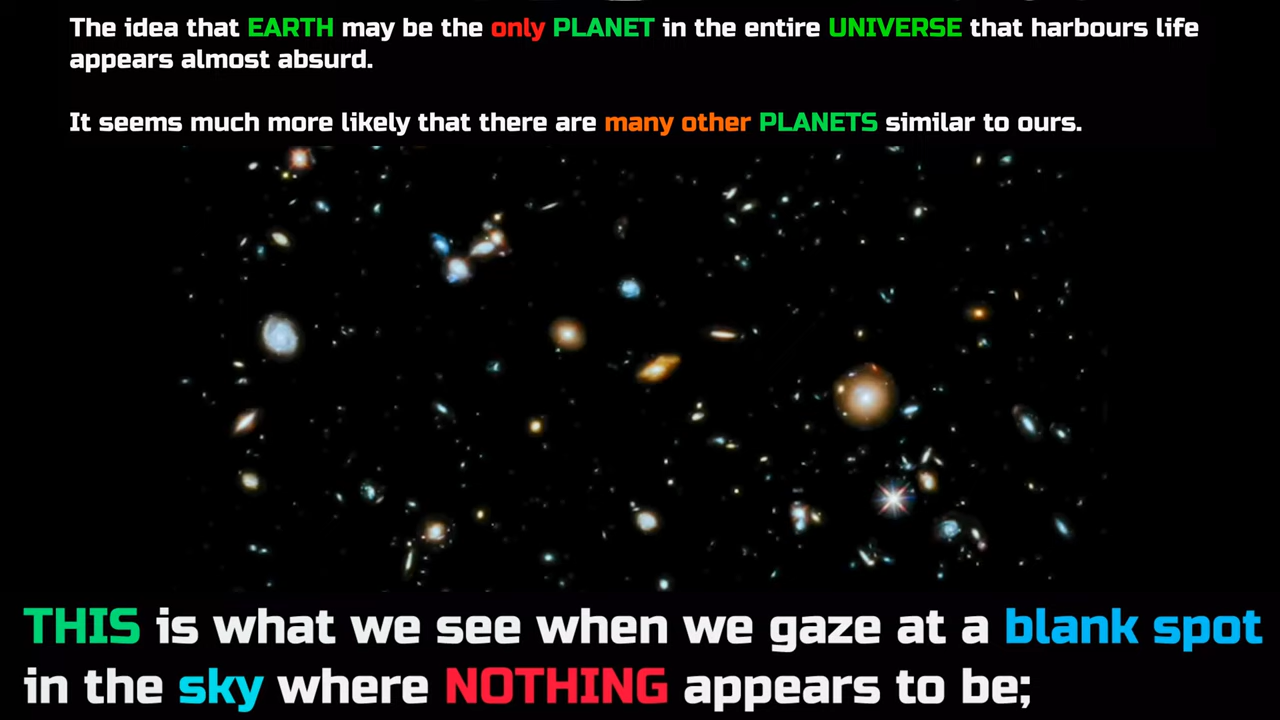 The idea that EARTH may be the only PLANET in the entire UNIVERSE that harbours life
appears almost absurd.
It seems much more likely that there are many other PLANETS similar to ours.
THIS is what we see when we gaze at a blank spot
in the sky where NOTHING appears to be;